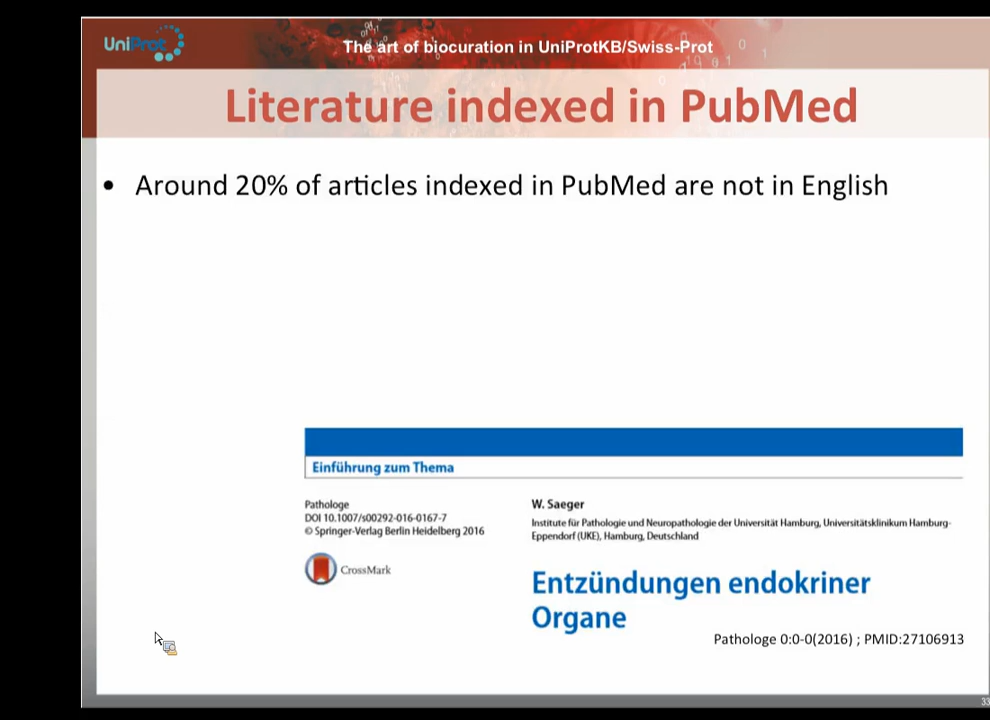 UniProt
The art of biocuration in UniProtKB/Swiss-Prot
Literature indexed in PubMed
• Around 20% of articles indexed in PubMed are not in English
Einführung zum Thema
Pathologe
DOI 10.1007/s00292-016-0167-7
© Springer-Verlag Berlin Heidelberg 2016
CrossMark
W. Saeger
Institute für Pathologie und Neuropathologie der Universität Hamburg, Universitätsklinikum Hamburg-
Eppendorf (UKE), Hamburg, Deutschland
Entzündungen endokriner
Organe
Pathologe 0:0-0(2016) ; PMID:27106913
33